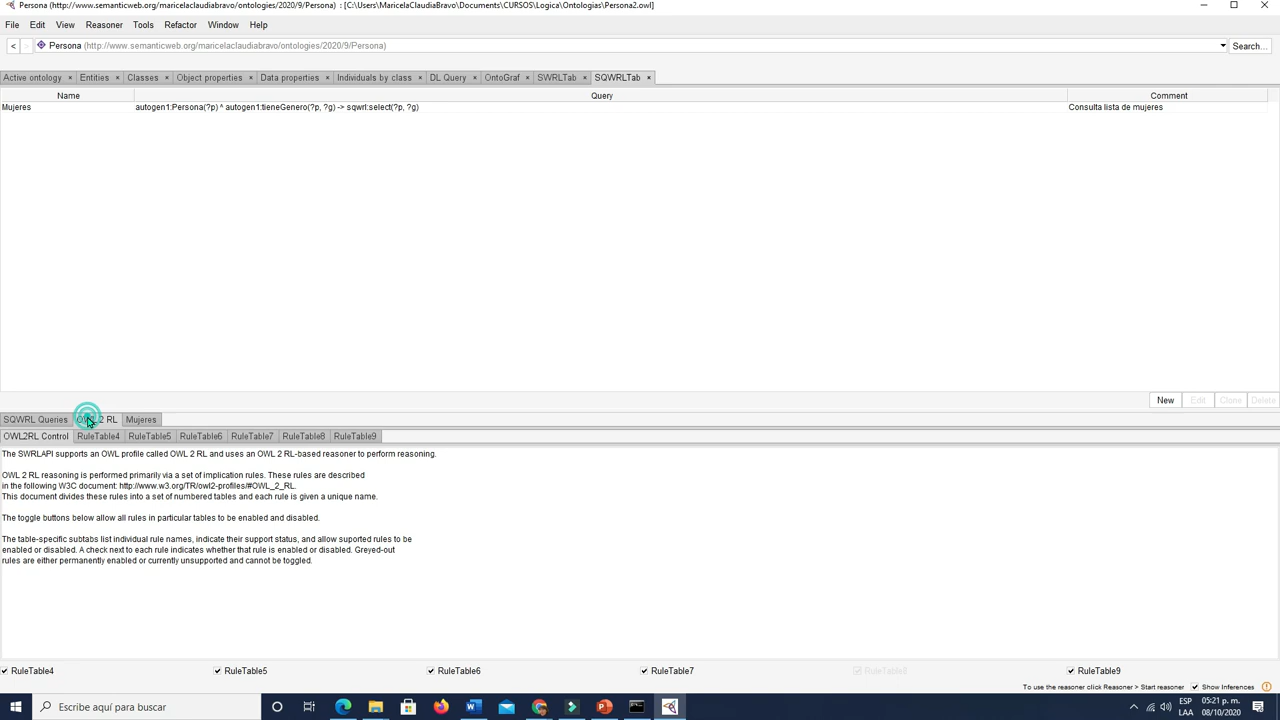 Persona (http://www.semanticweb.org/maricelaclaudiabravo/ontologies/2020/9/Persona) : [C:\Users\MaricelaClaudiaBravo\Documents\CURSOS\Logica\Ontologias\Persona2.owl]
File Edit View Reasoner Tools Refactor Window Help
< > Persona (http://www.semanticweb.org/maricelaclaudiabravo/ontologies/2020/9/Persona) Search...
Active ontology × Entities × Classes × Object properties × Data properties × Individuals by class × DL Query × OntoGraf × SWRLTab × SQWRLTab ×
Name Query Comment
Mujeres autogen1:Persona(?p) ^ autogen1:tieneGenero(?p, ?g) -> sqwrl:select(?p, ?g) Consulta lista de mujeres
New Edit Clone Delete
SQWRL Queries OWL 2 RL Mujeres
OWL2RL Control RuleTable4 RuleTable5 RuleTable6 RuleTable7 RuleTable8 RuleTable9
The SWRLAPI supports an OWL profile called OWL 2 RL and uses an OWL 2 RL-based reasoner to perform reasoning.
OWL 2 RL reasoning is performed primarily via a set of implication rules. These rules are described
in the following W3C document: http://www.w3.org/TR/owl2-profiles/#OWL_2_RL.
This document divides these rules into a set of numbered tables and each rule is given a unique name.
The toggle buttons below allow all rules in particular tables to be enabled and disabled.
The table-specific subtabs list individual rule names, indicate their support status, and allow suported rules to be
enabled or disabled. A check next to each rule indicates whether that rule is enabled or disabled. Greyed-out
rules are either permanently enabled or currently unsupported and cannot be toggled.
RuleTable4 RuleTable5 RuleTable6 RuleTable7 RuleTable8 RuleTable9
To use the reasoner click Reasoner > Start reasoner Show Inferences
Escribe aquí para buscar ESP 05:21 p. m.
LAA 08/10/2020